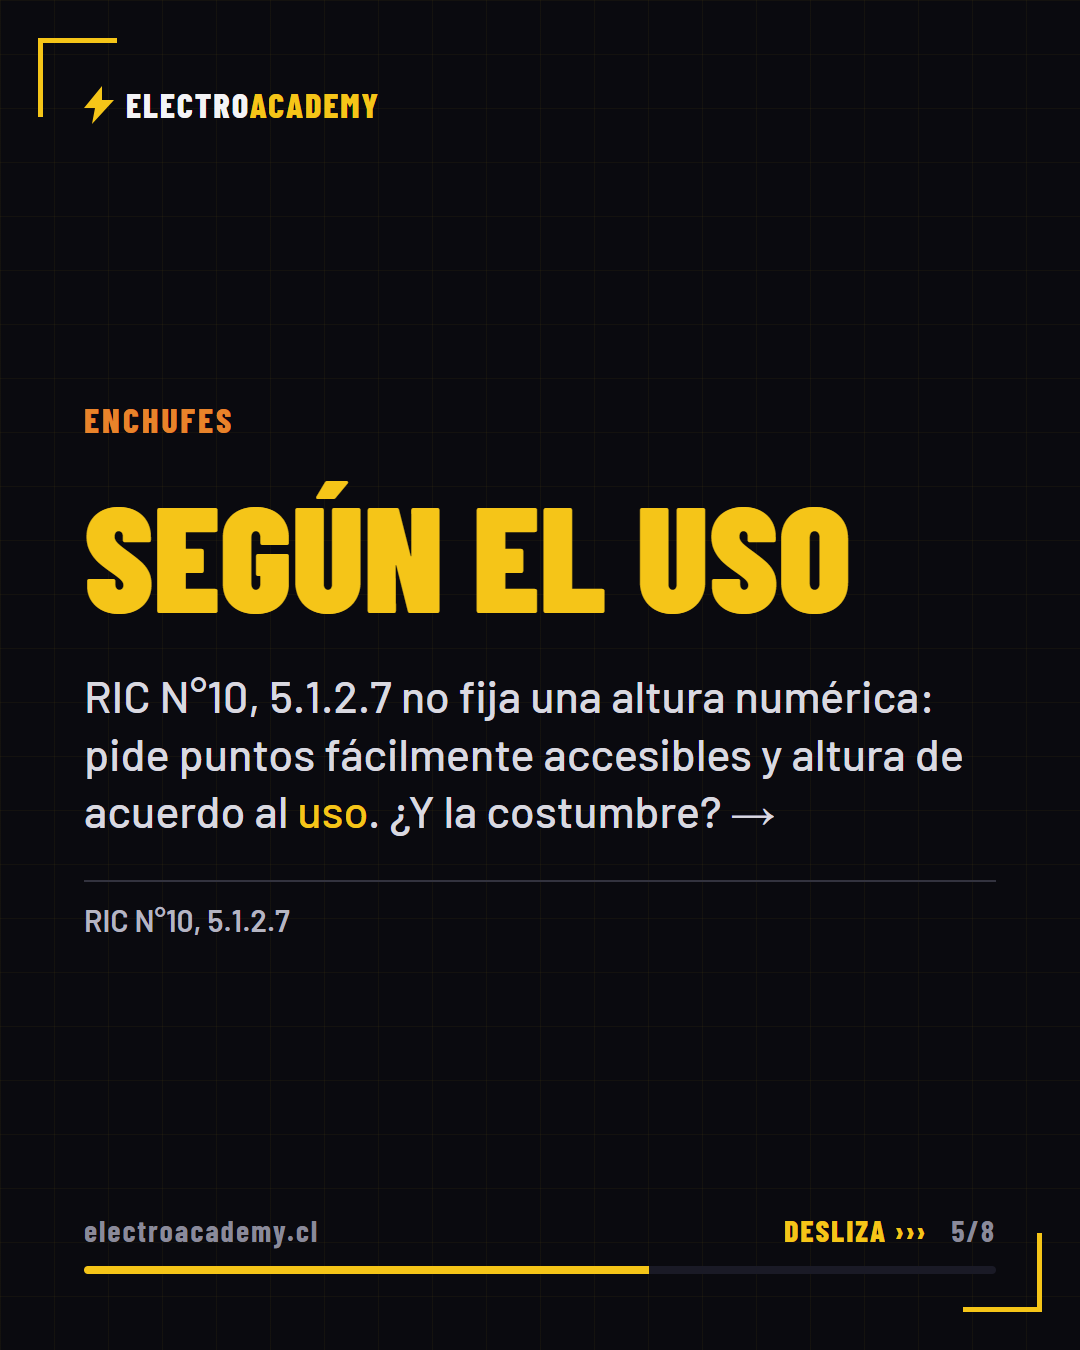 ELECTROACADEMY
ENCHUFES
SEGÚN EL USO
RIC N°10, 5.1.2.7 no fija una altura numérica:
pide puntos fácilmente accesibles y altura de
acuerdo al uso. ¿Y la costumbre? →
RIC N°10, 5.1.2.7
electroacademy.cl
DESLIZA ››› 5/8